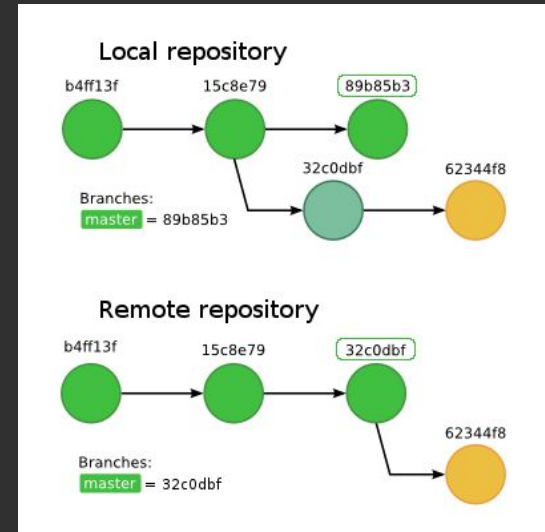 Local repository
b4ff13f 15c8e79 89b85b3
32c0dbf 62344f8
Branches:
master = 89b85b3
Remote repository
b4ff13f 15c8e79 32c0dbf
62344f8
Branches:
master = 32c0dbf